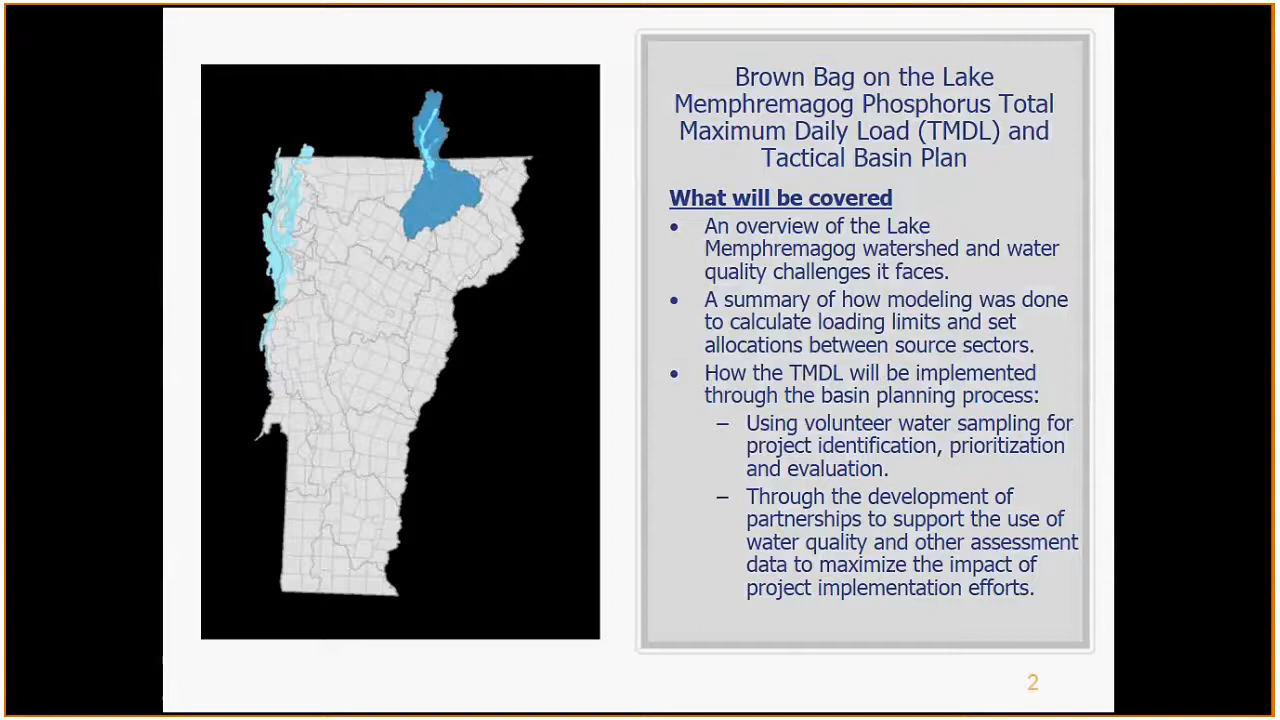 Brown Bag on the Lake
Memphremagog Phosphorus Total
Maximum Daily Load (TMDL) and
Tactical Basin Plan
What will be covered
• An overview of the Lake
Memphremagog watershed and water
quality challenges it faces.
• A summary of how modeling was done
to calculate loading limits and set
allocations between source sectors.
• How the TMDL will be implemented
through the basin planning process:
– Using volunteer water sampling for
project identification, prioritization
and evaluation.
– Through the development of
partnerships to support the use of
water quality and other assessment
data to maximize the impact of
project implementation efforts.
2